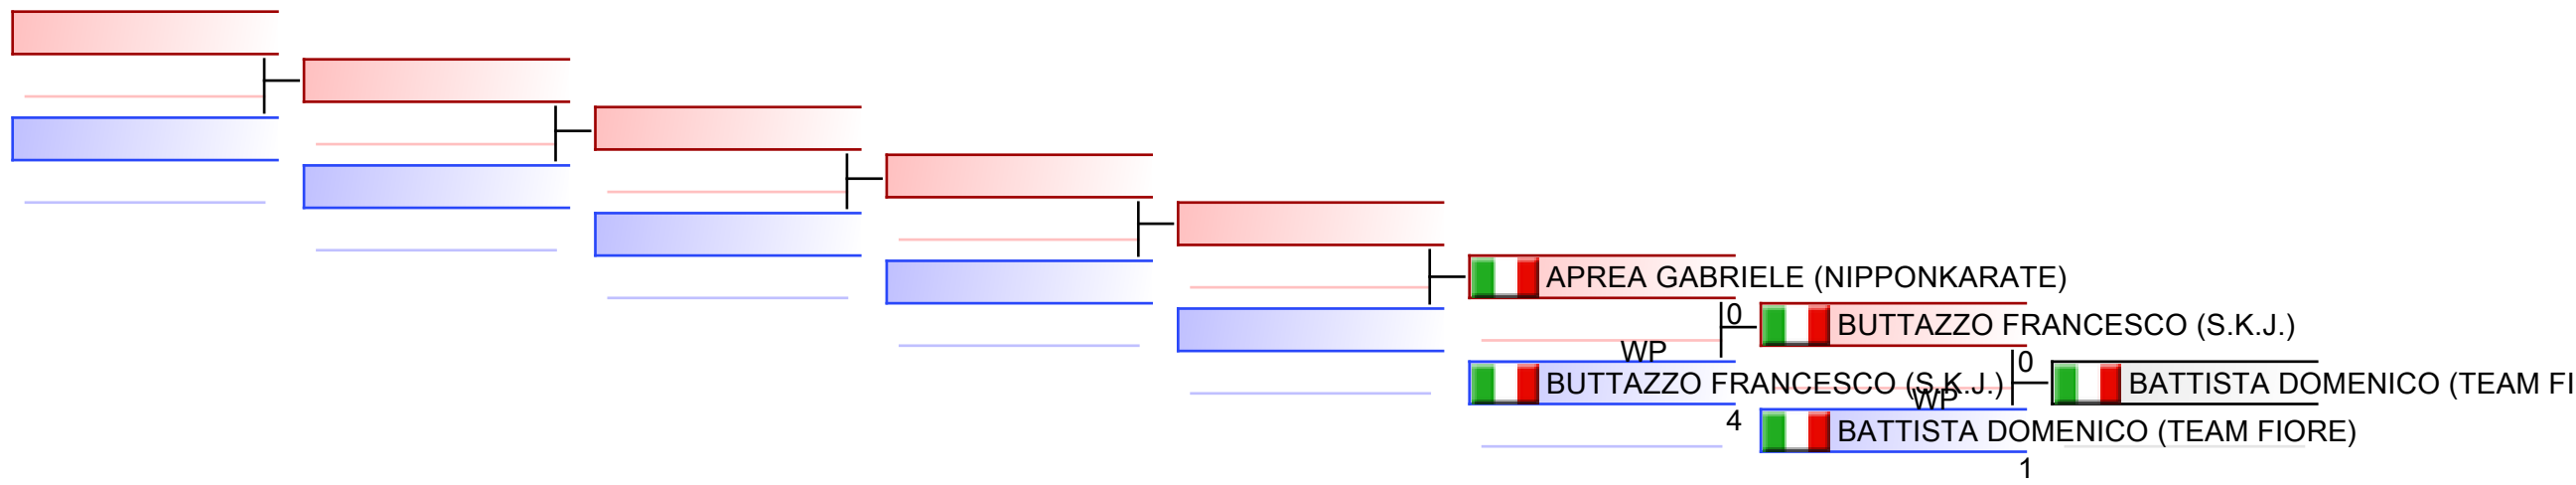 APREA GABRIELE (NIPPONKARATE)
0
BUTTAZZO FRANCESCO (S.K.J.)
WP
BUTTAZZO FRANCESCO (S.K.J.)
4
0
BATTISTA DOMENICO (TEAM FI
WP
BATTISTA DOMENICO (TEAM FIORE)
1